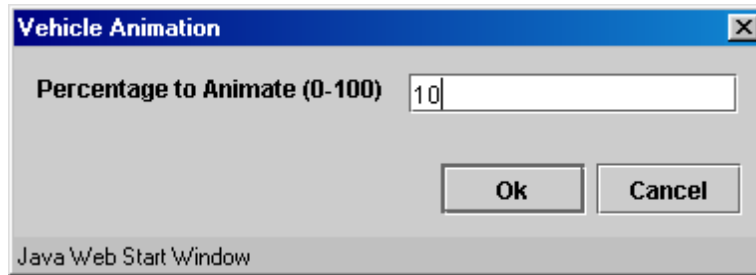 Vehicle Animation
Percentage to Animate (0-100) 10
Ok Cancel
Java Web Start Window